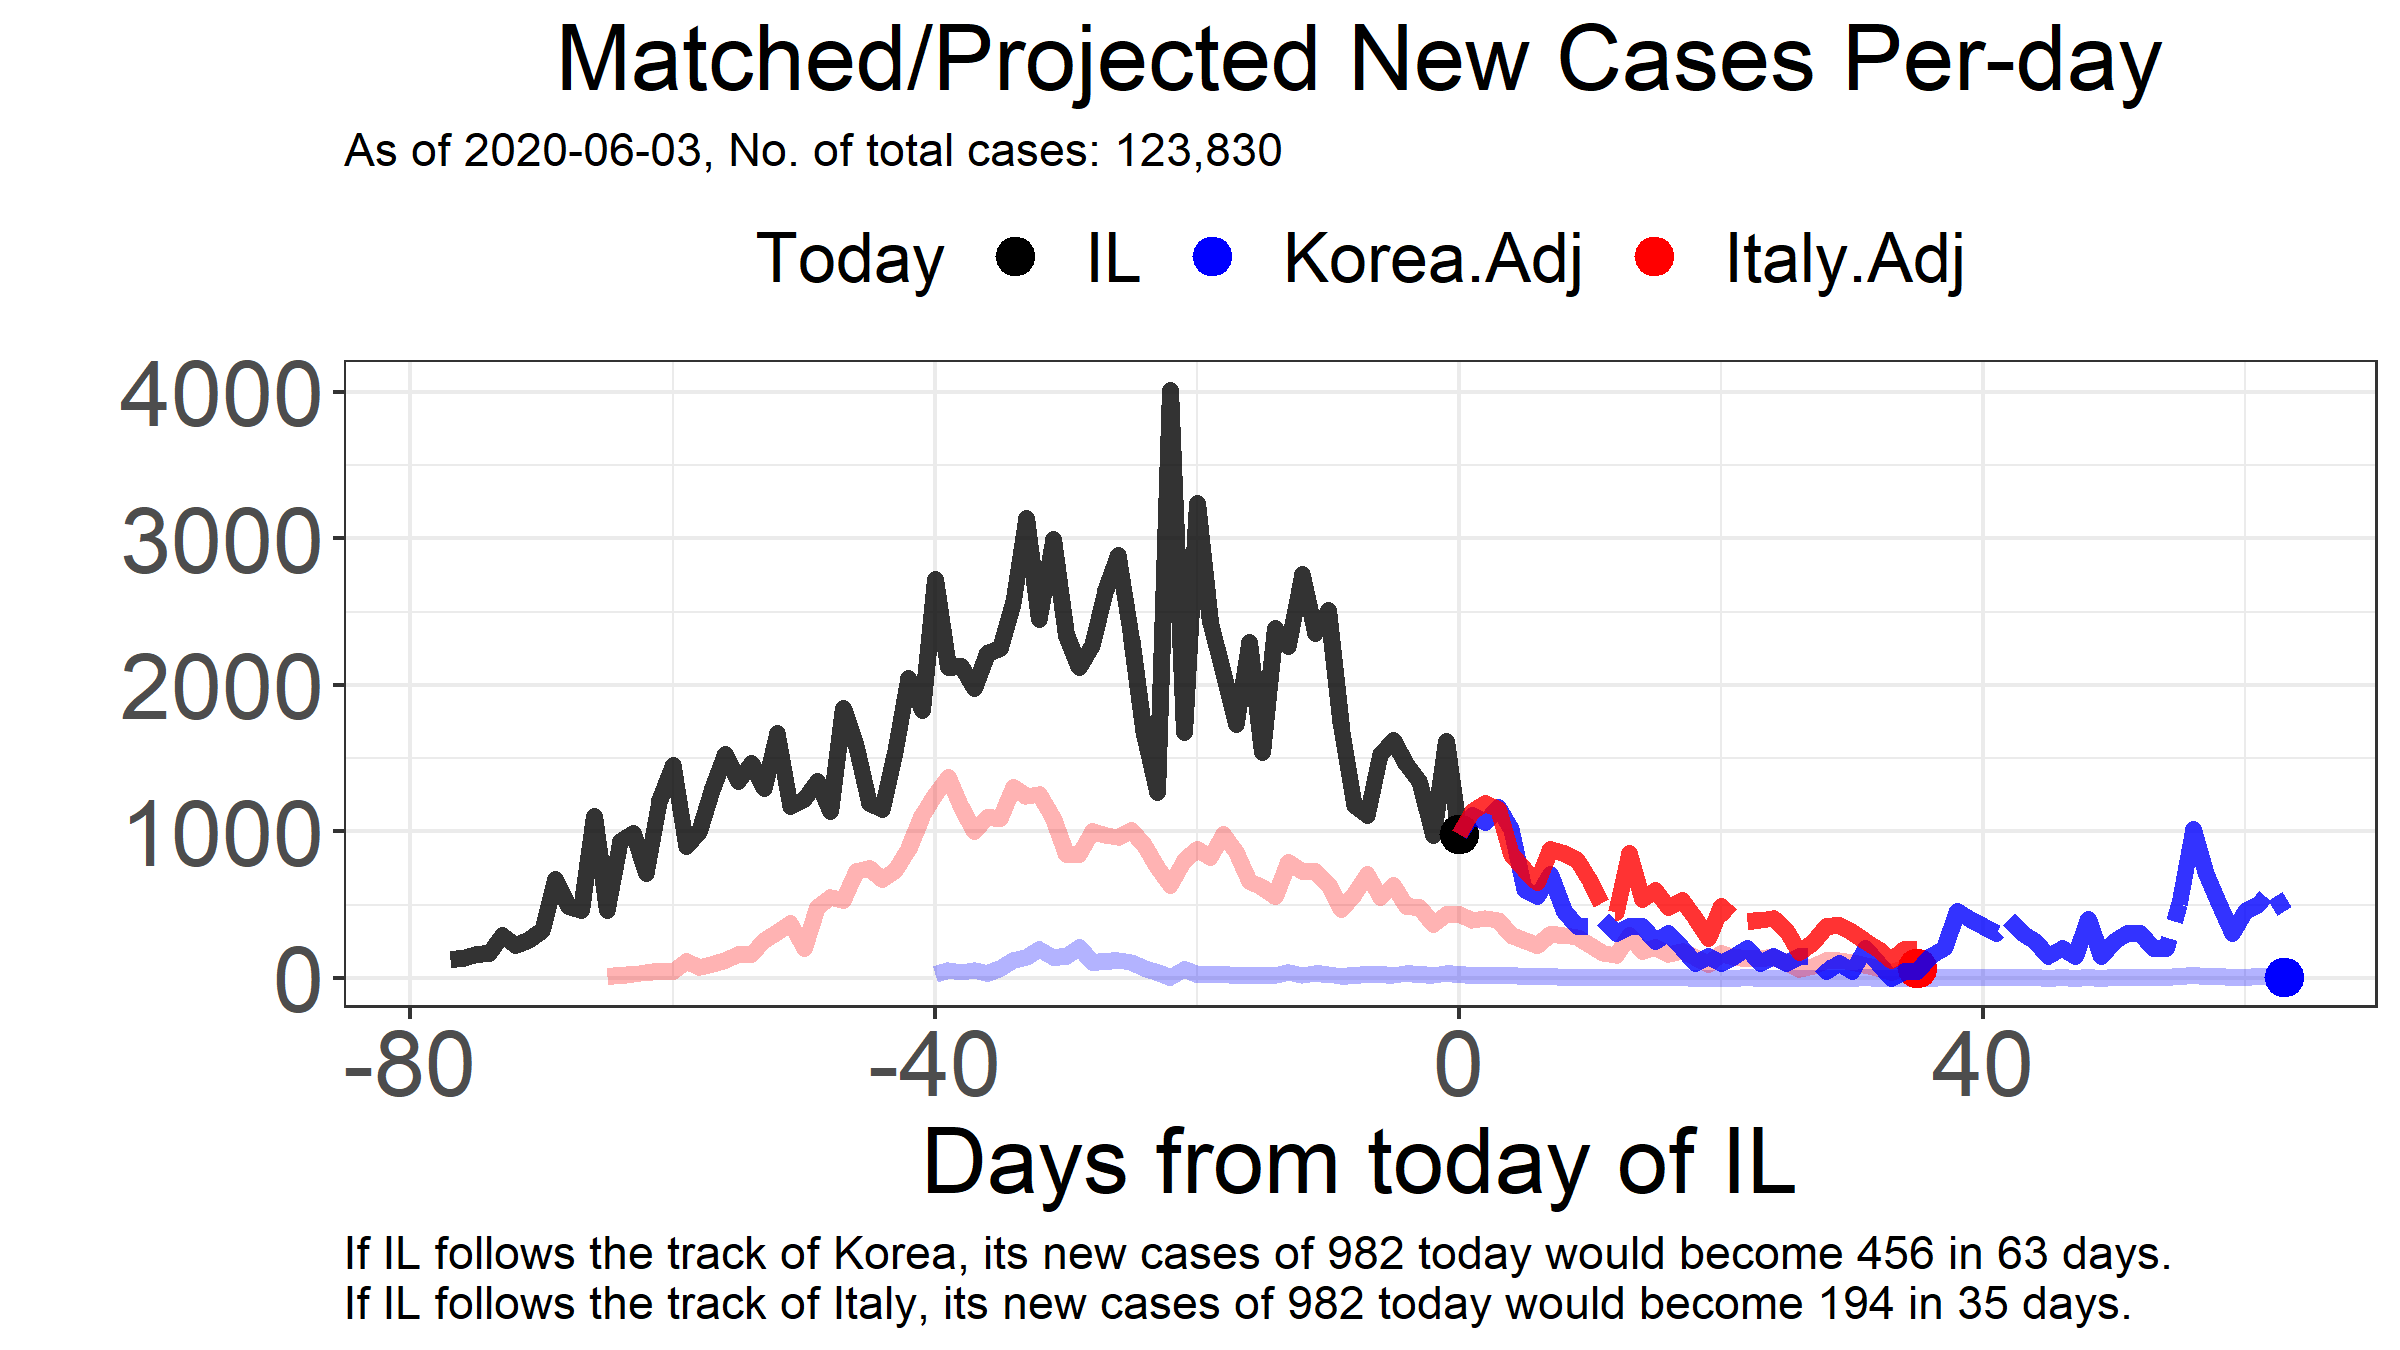 Matched/Projected New Cases Per-day
As of 2020-06-03, No. of total cases: 123,830
Today IL Korea.Adj Italy.Adj
4000
3000
2000
1000
0
-80 -40 0 40
Days from today of IL
If IL follows the track of Korea, its new cases of 982 today would become 456 in 63 days.
If IL follows the track of Italy, its new cases of 982 today would become 194 in 35 days.